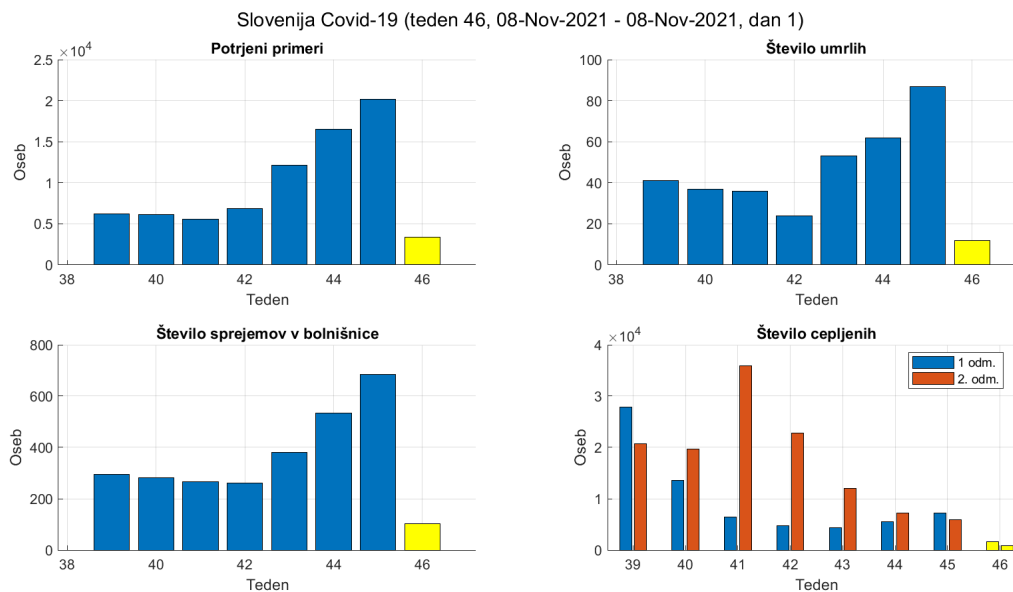 Slovenija Covid-19 (teden 46, 08-Nov-2021 - 08-Nov-2021, dan 1)
Potrjeni primeri
×10⁴
2.5
2
1.5
1
0.5
0
Oseb
38 40 42 44 46
Teden
Število umrlih
100
80
60
40
20
0
Oseb
38 40 42 44 46
Teden
Število sprejemov v bolnišnice
800
600
400
200
0
Oseb
38 40 42 44 46
Teden
Število cepljenih
×10⁴
4
3
2
1
0
Oseb
1 odm.
2. odm.
39 40 41 42 43 44 45 46
Teden